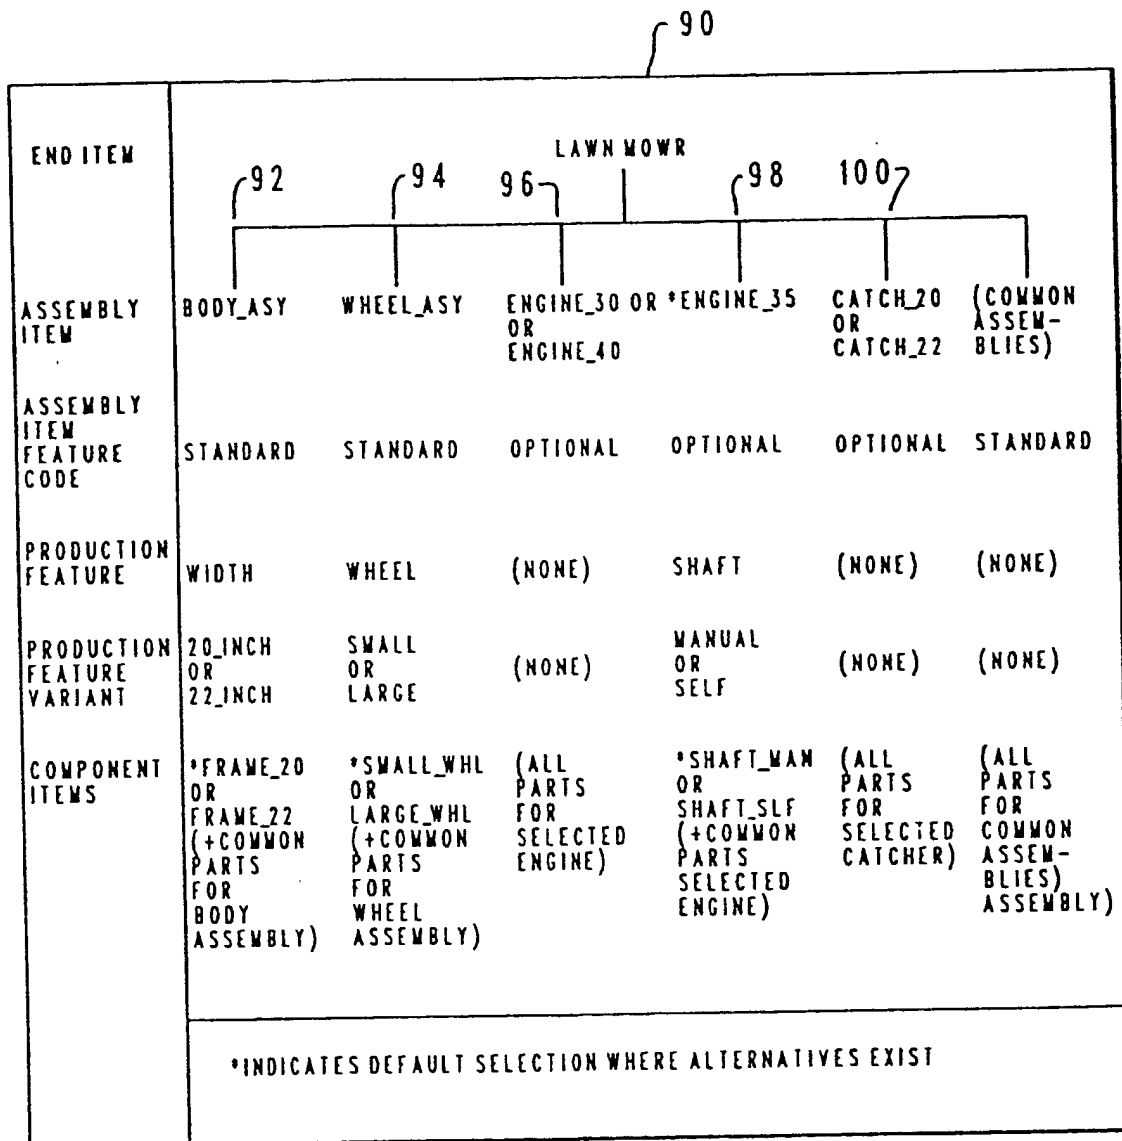 90
END ITEM
LAWN MOWR
92 94 96 98 100
ASSEMBLY ITEM
BODY_ASY
WHEEL_ASY
ENGINE_30 OR *ENGINE_35
OR
ENGINE_40
CATCH_20
OR
CATCH_22
(COMMON
ASSEM-
BLIES)
ASSEMBLY
ITEM
FEATURE
CODE
STANDARD STANDARD OPTIONAL OPTIONAL OPTIONAL STANDARD
PRODUCTION
FEATURE
WIDTH WHEEL (NONE) SHAFT (NONE) (NONE)
PRODUCTION
FEATURE
VARIANT
20_INCH
OR
22_INCH
SMALL
OR
LARGE
(NONE)
MANUAL
OR
SELF
(NONE)
(NONE)
COMPONENT
ITEMS
*FRAME_20
OR
FRAME_22
(+COMMON
PARTS
FOR
BODY
ASSEMBLY)
*SMALL_WHL
OR
LARGE_WHL
(+COMMON
PARTS
FOR
WHEEL
ASSEMBLY)
(ALL
PARTS
FOR
SELECTED
ENGINE)
*SHAFT_MAN
OR
SHAFT_SLF
(+COMMON
PARTS
SELECTED
ENGINE)
(ALL
PARTS
FOR
SELECTED
CATCHER)
(ALL
PARTS
FOR
COMMON
ASSEM-
BLIES)
ASSEMBLY)
*INDICATES DEFAULT SELECTION WHERE ALTERNATIVES EXIST